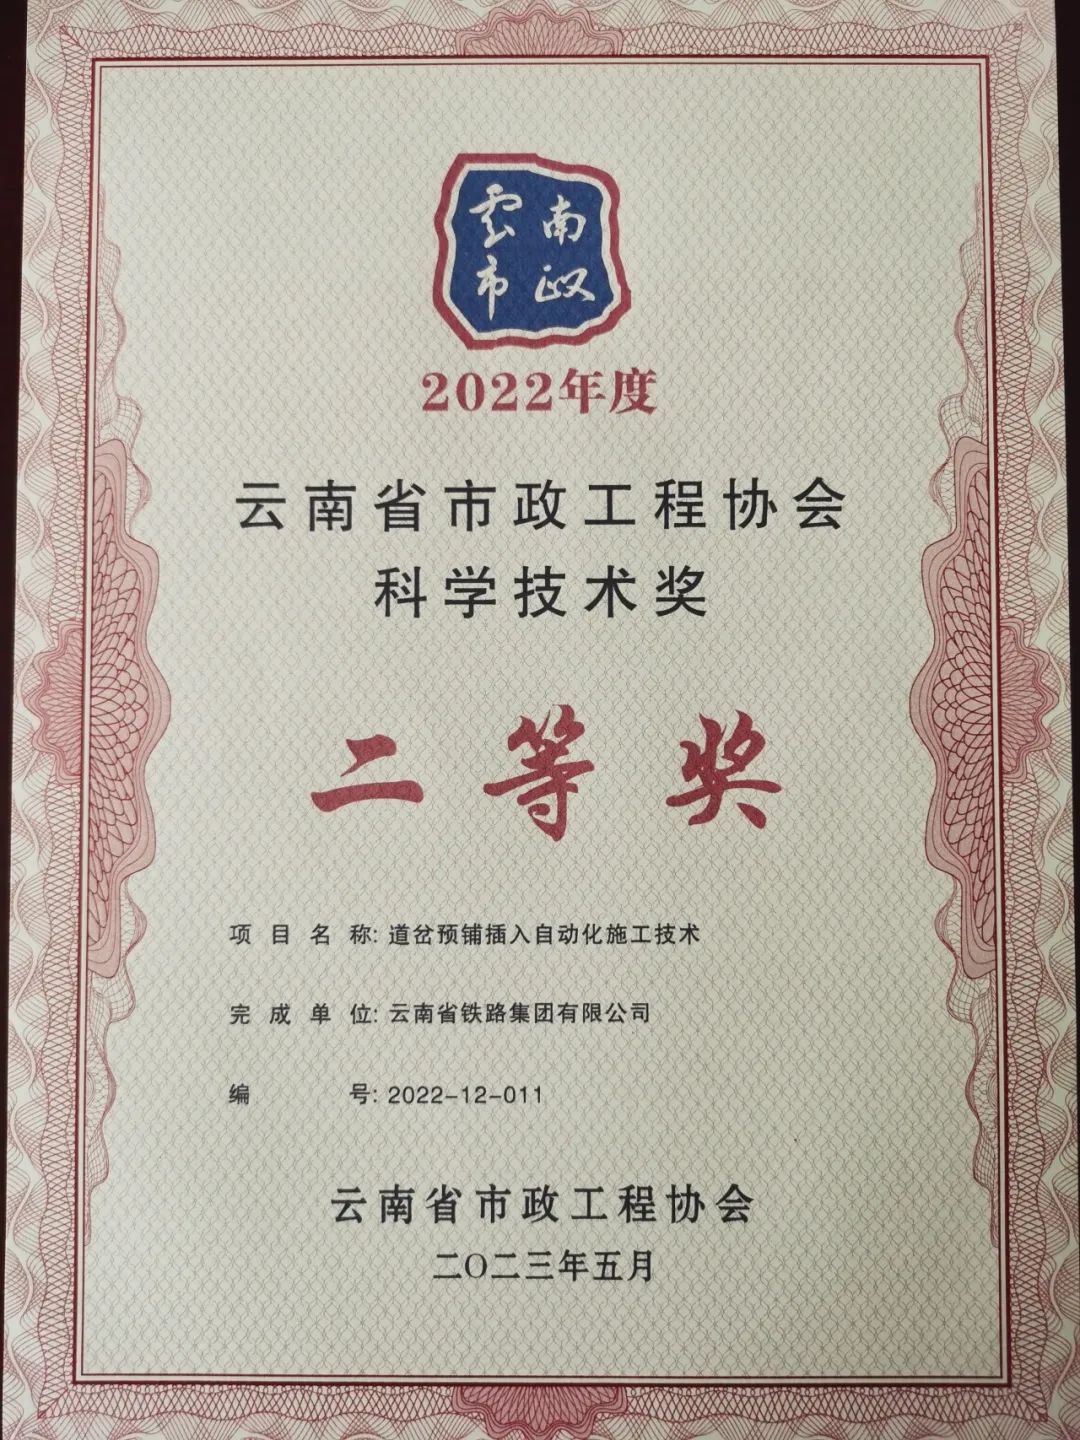 雲南
市政
2022年度
云南省市政工程协会
科学技术奖
二等奖
项目名称: 道岔预铺插入自动化施工技术
完成单位: 云南省铁路集团有限公司
编号: 2022-12-011
云南省市政工程协会
二〇二三年五月